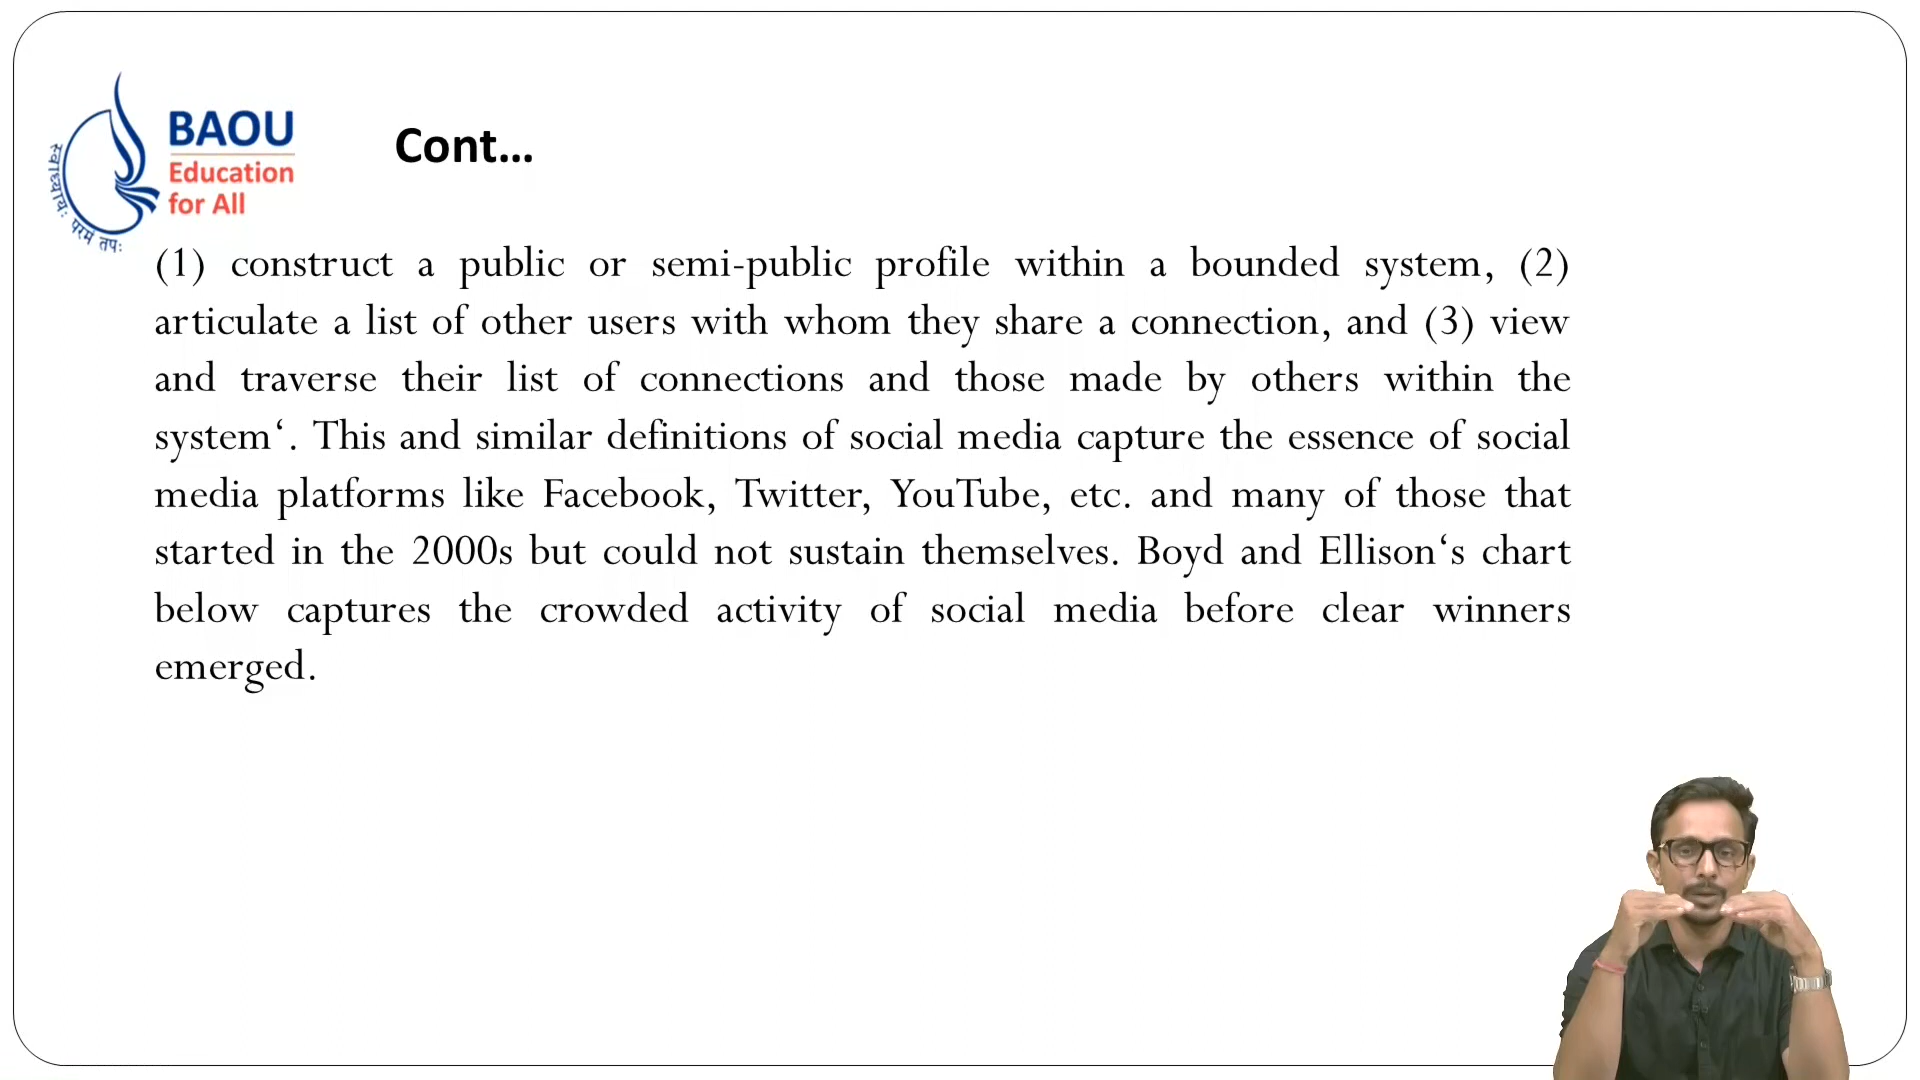 BAOU
Education
for All
स्वाध्यायः परमं तपः
Cont...
(1) construct a public or semi-public profile within a bounded system, (2)
articulate a list of other users with whom they share a connection, and (3) view
and traverse their list of connections and those made by others within the
system‘. This and similar definitions of social media capture the essence of social
media platforms like Facebook, Twitter, YouTube, etc. and many of those that
started in the 2000s but could not sustain themselves. Boyd and Ellison‘s chart
below captures the crowded activity of social media before clear winners
emerged.